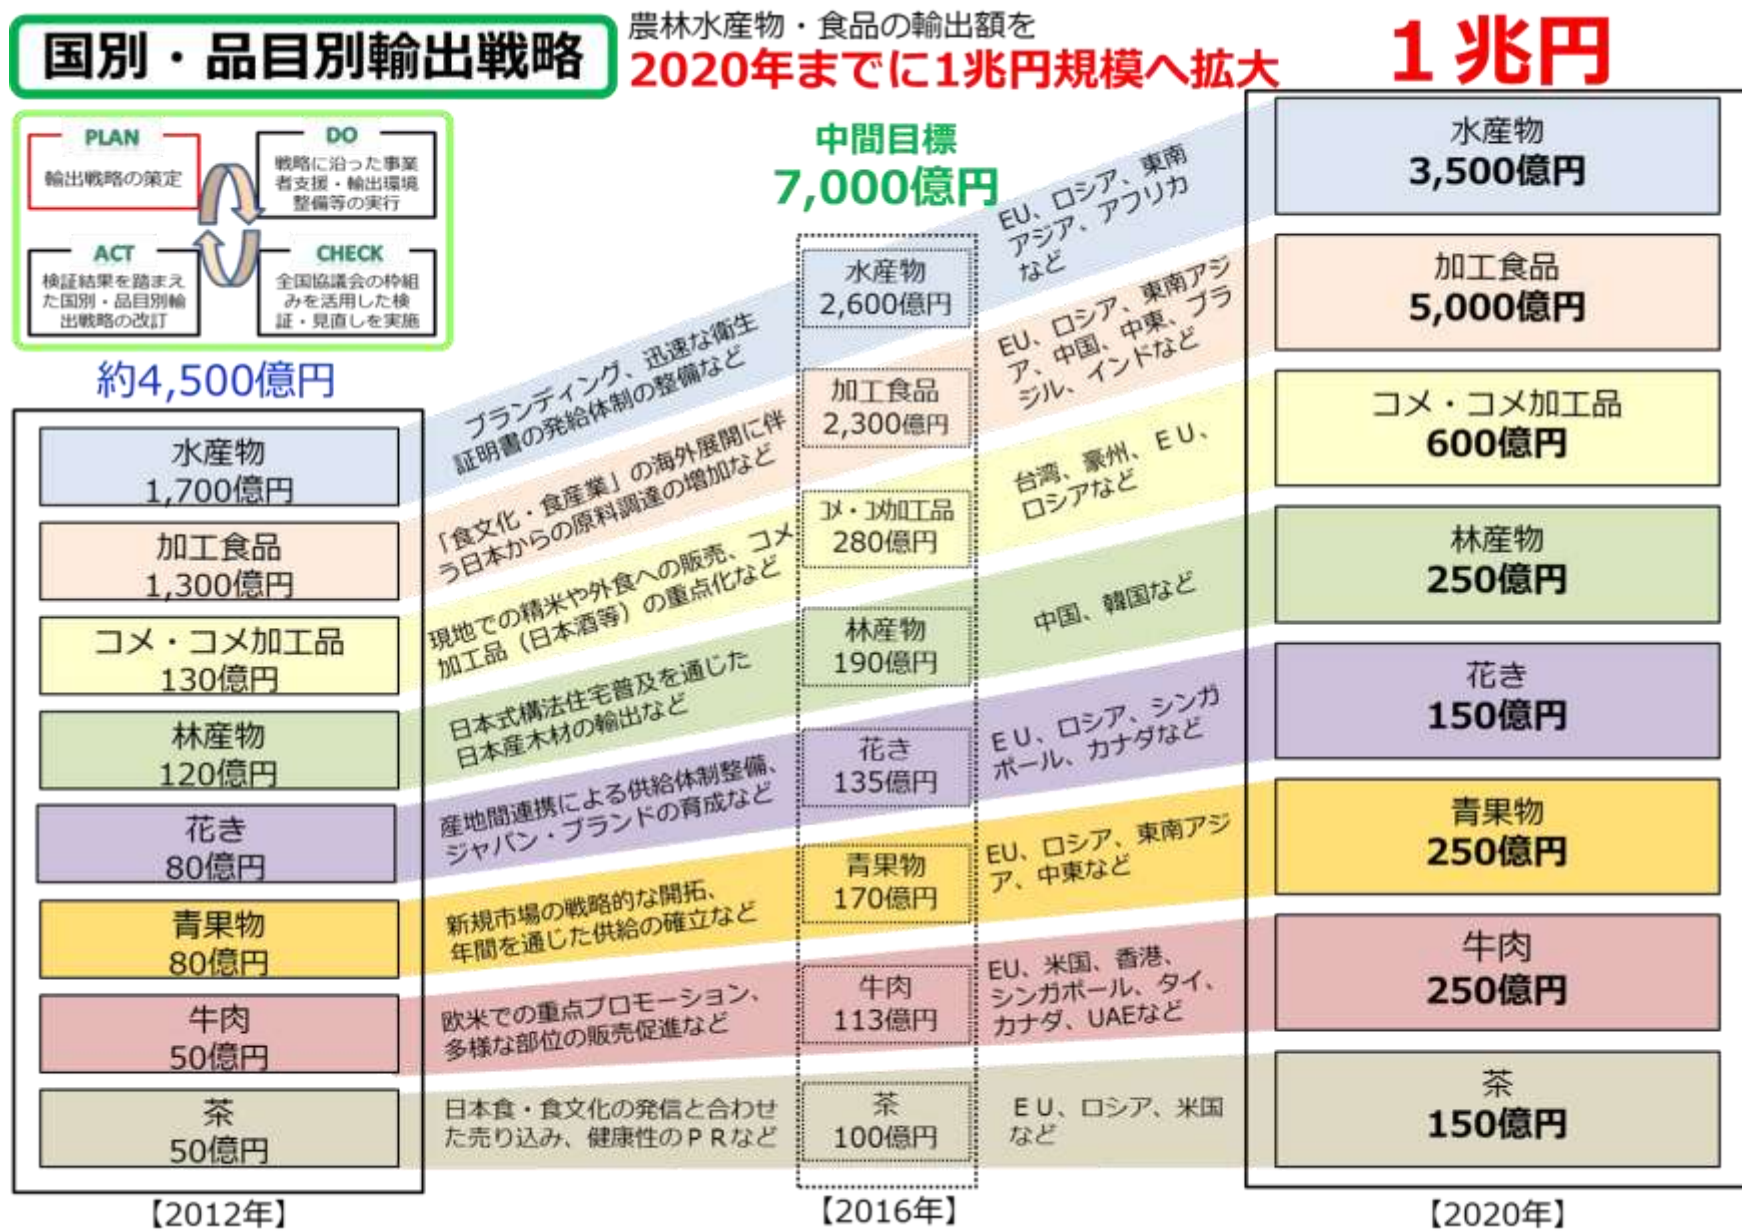 国別・品目別輸出戦略
農林水産物・食品の輸出額を
2020年までに1兆円規模へ拡大
1兆円
PLAN
輸出戦略の策定
DO
戦略に沿った事業
者支援・輸出環境
整備等の実行
ACT
検証結果を踏まえ
た国別・品目別輸
出戦略の改訂
CHECK
全国協議会の枠組
みを活用した検
証・見直しを実施
約4,500億円
水産物
1,700億円
加工食品
1,300億円
コメ・コメ加工品
130億円
林産物
120億円
花き
80億円
青果物
80億円
牛肉
50億円
茶
50億円
【2012年】
ブランディング、迅速な衛生
証明書の発給体制の整備など
「食文化・食産業」の海外展開に伴
う日本からの原料調達の増加など
現地での精米や外食への販売、コメ
加工品（日本酒等）の重点化など
日本式構法住宅普及を通じた
日本産木材の輸出など
産地間連携による供給体制整備、
ジャパン・ブランドの育成など
新規市場の戦略的な開拓、
年間を通じた供給の確立など
欧米での重点プロモーション、
多様な部位の販売促進など
日本食・食文化の発信と合わせ
た売り込み、健康性のＰＲなど
中間目標
7,000億円
水産物
2,600億円
加工食品
2,300億円
ｺﾒ・ｺﾒ加工品
280億円
林産物
190億円
花き
135億円
青果物
170億円
牛肉
113億円
茶
100億円
【2016年】
EU、ロシア、東南
アジア、アフリカ
など
EU、ロシア、東南アジ
ア、中国、中東、ブラ
ジル、インドなど
台湾、豪州、ＥＵ、
ロシアなど
中国、韓国など
ＥＵ、ロシア、シンガ
ポール、カナダなど
EU、ロシア、東南アジ
ア、中東など
EU、米国、香港、
シンガポール、タイ、
カナダ、UAEなど
ＥＵ、ロシア、米国
など
水産物
3,500億円
加工食品
5,000億円
コメ・コメ加工品
600億円
林産物
250億円
花き
150億円
青果物
250億円
牛肉
250億円
茶
150億円
【2020年】